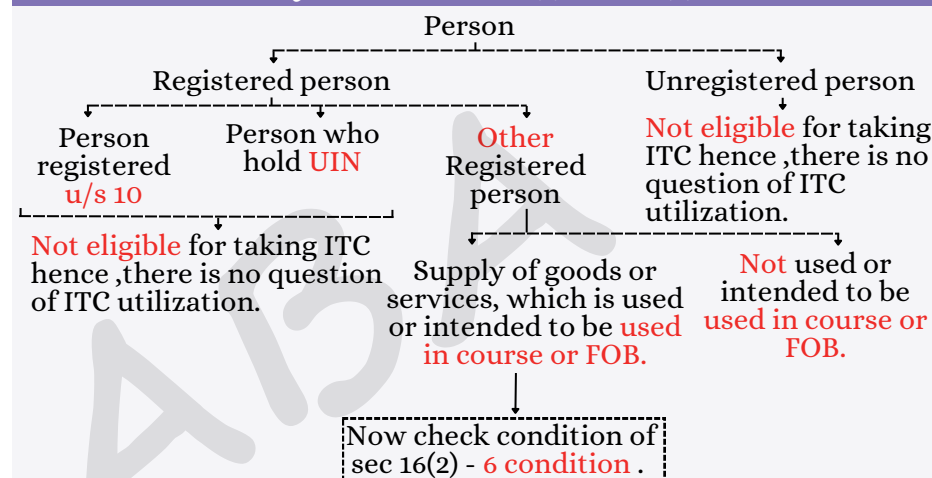 Person
Registered person
Unregistered person
Person
registered
u/s 10
Person who
hold UIN
Other
Registered
person
Not eligible for taking
ITC hence ,there is no
question of ITC
utilization.
Not eligible for taking ITC
hence ,there is no question
of ITC utilization.
Supply of goods or
services, which is used
or intended to be used
in course or FOB.
Not used or
intended to be
used in course or
FOB.
Now check condition of
sec 16(2) - 6 condition .
ABA